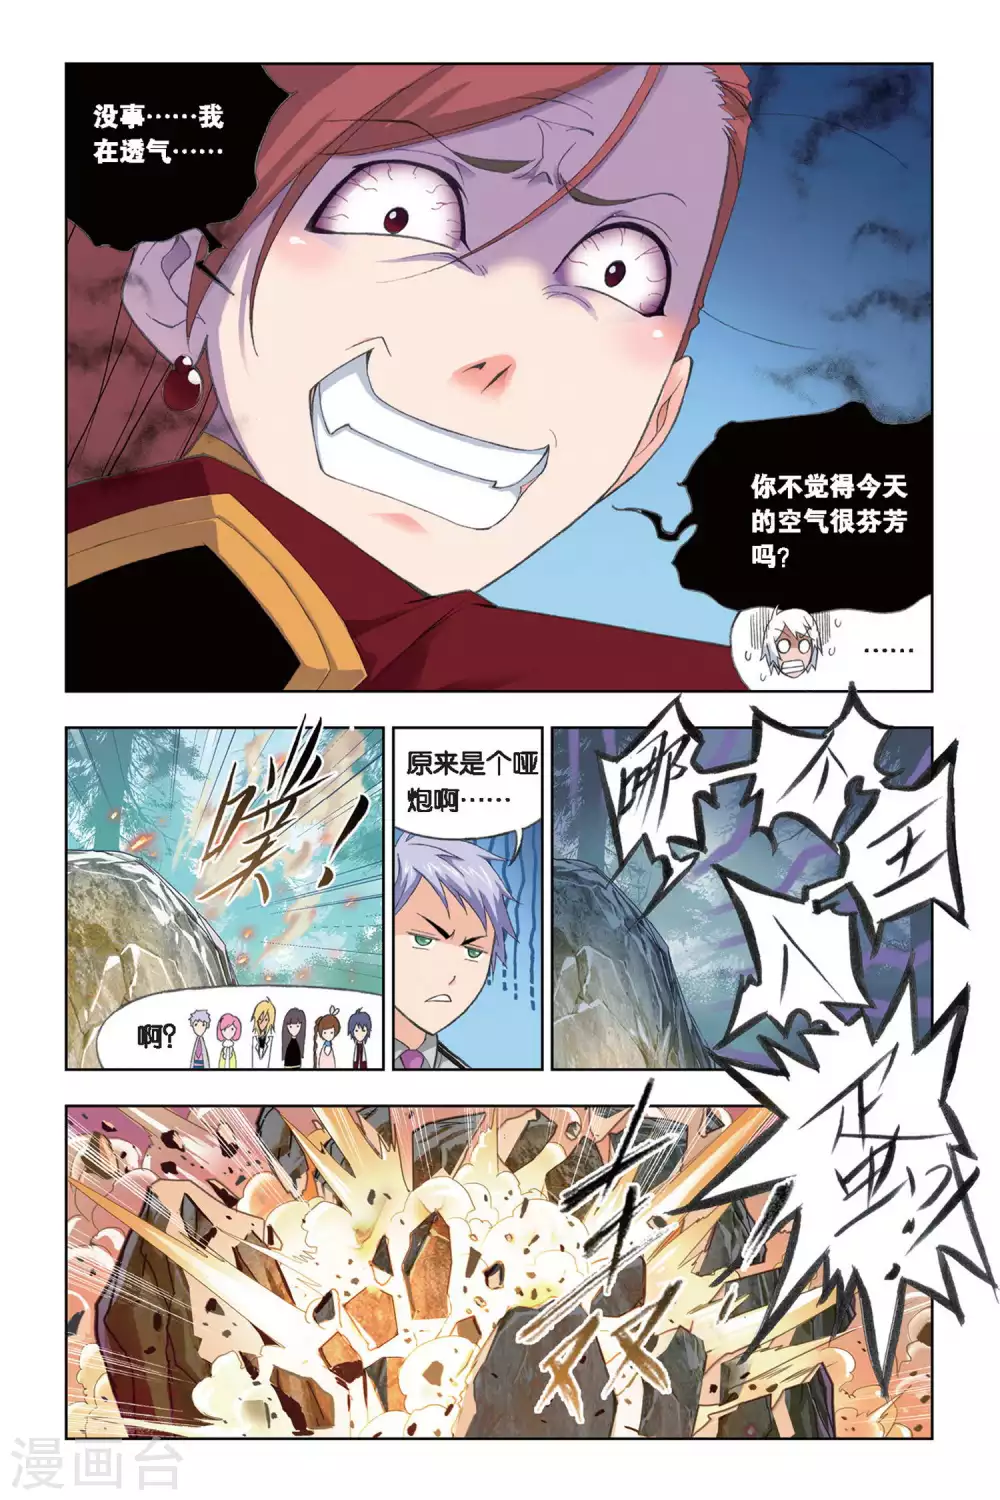 没事……我
在透气……
你不觉得今天
的空气很芬芳
吗?
……
噗!
啊?
原来是个哑
炮啊……
哪
个
王
八
漫画台